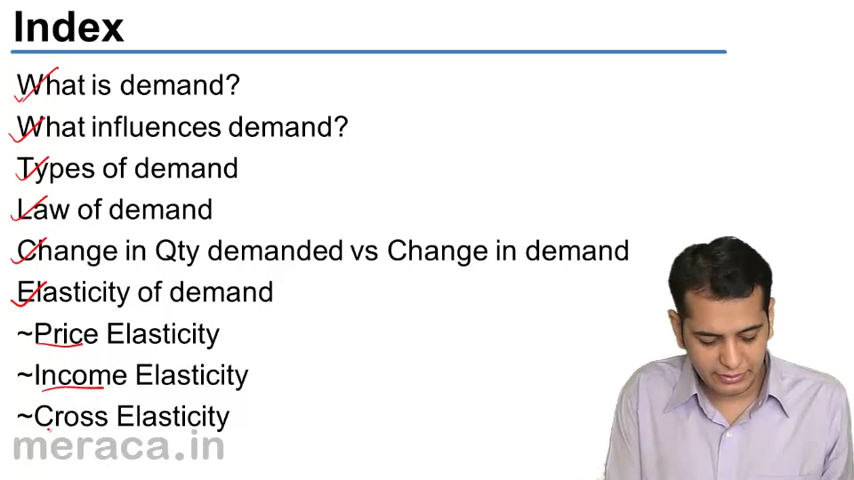 Index
What is demand?
What influences demand?
Types of demand
Law of demand
Change in Qty demanded vs Change in demand
Elasticity of demand
~Price Elasticity
~Income Elasticity
~Cross Elasticity
meraca.in